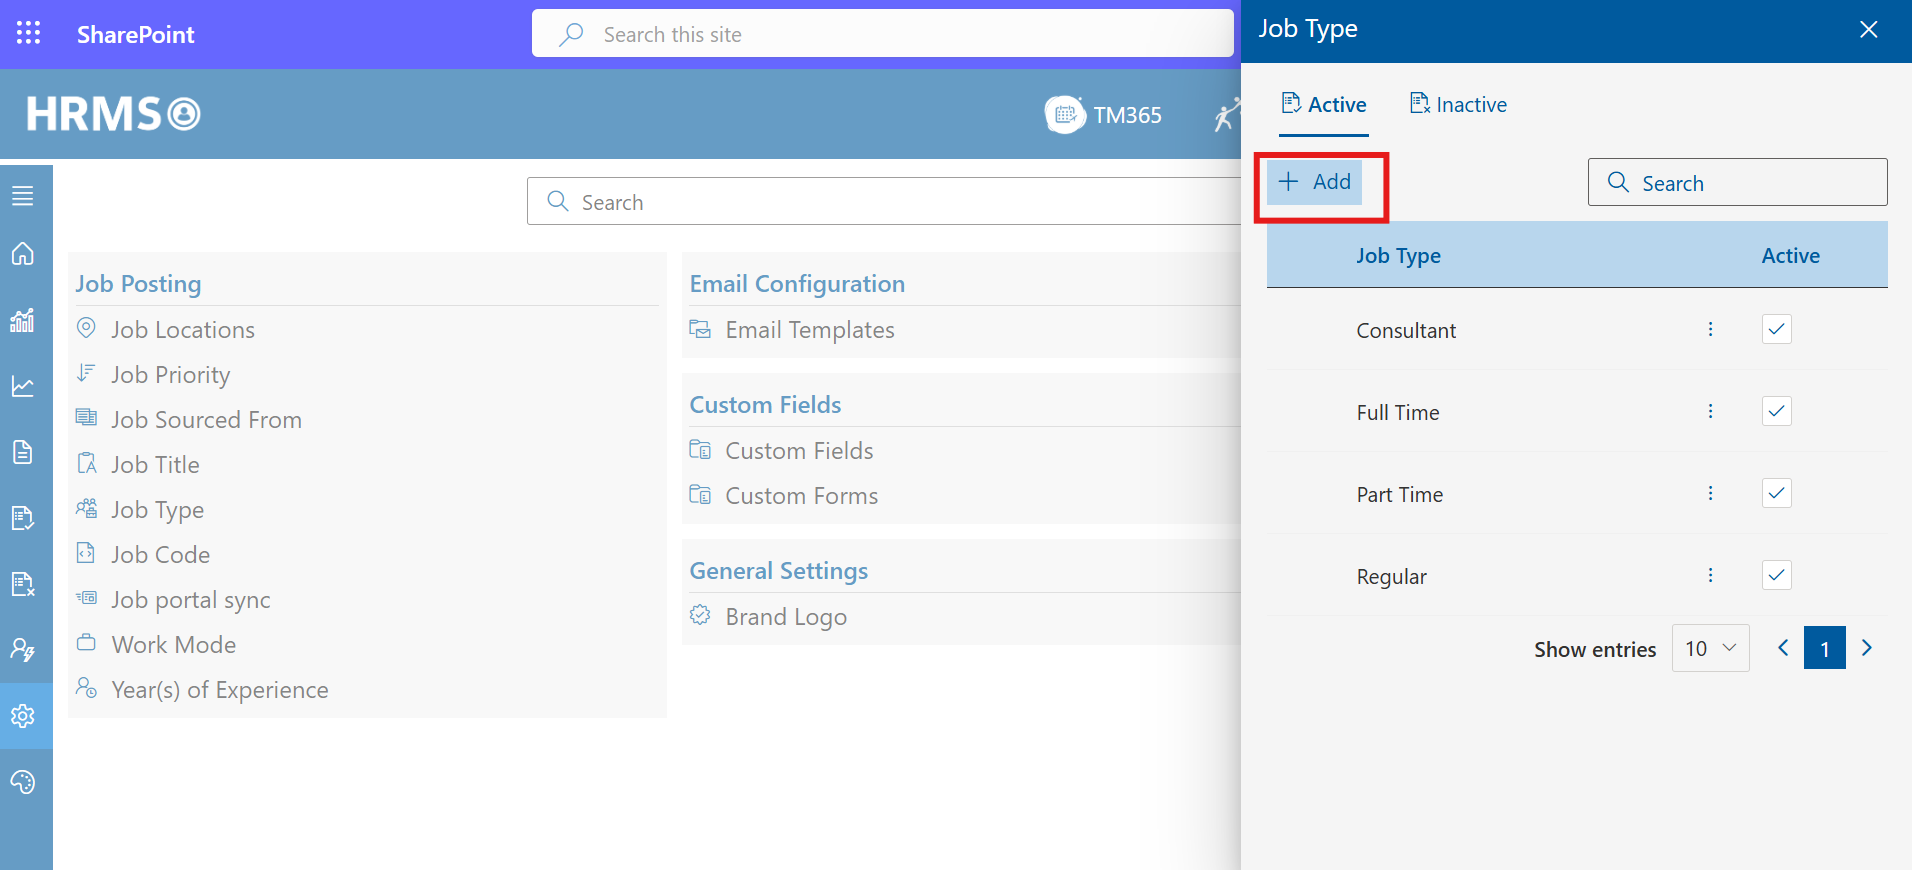 SharePoint
Search this site
HRMS
TM365
Search
Job Posting
Job Locations
Job Priority
Job Sourced From
Job Title
Job Type
Job Code
Job portal sync
Work Mode
Year(s) of Experience
Email Configuration
Email Templates
Custom Fields
Custom Fields
Custom Forms
General Settings
Brand Logo
Job Type
Active Inactive
Add Search
Job Type Active
Consultant
Full Time
Part Time
Regular
Show entries 10 1